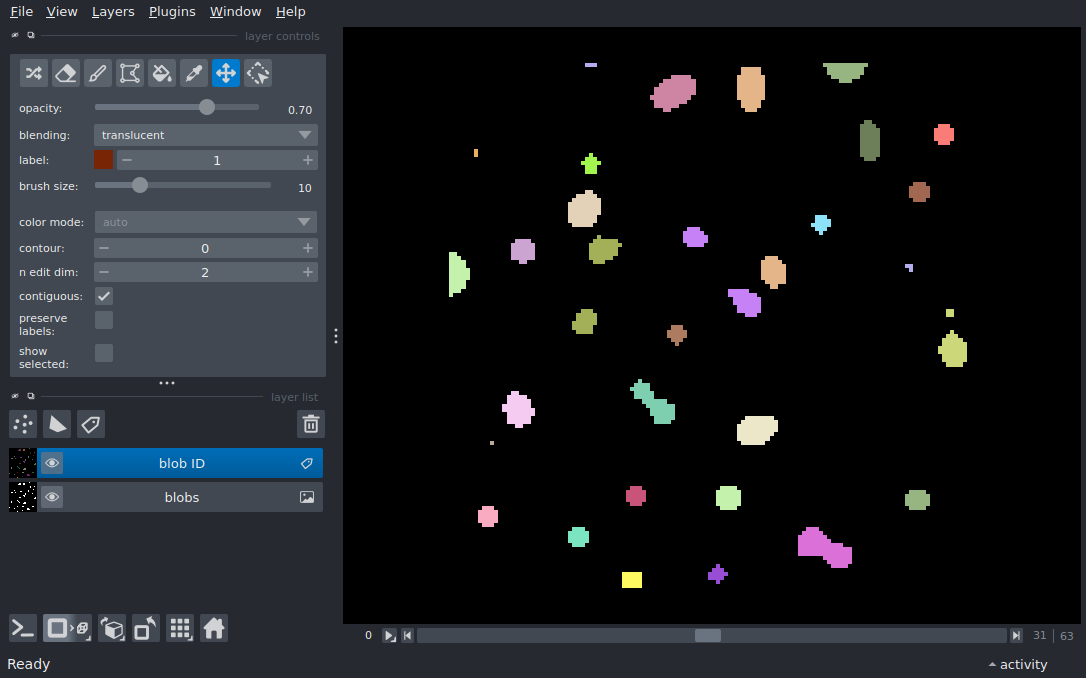 File View Layers Plugins Window Help
layer controls
opacity: 0.70
blending: translucent
label: 1
brush size: 10
color mode: auto
contour: 0
n edit dim: 2
contiguous:
preserve
labels:
show
selected:
layer list
blob ID
blobs
0 31 63
Ready activity